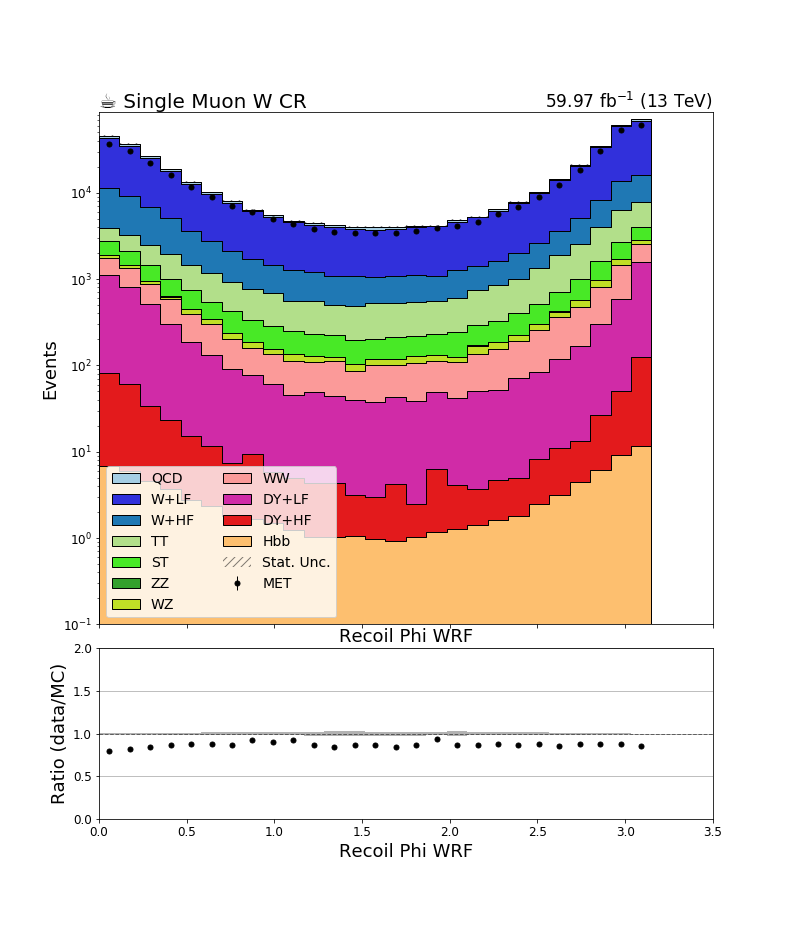 ☕ Single Muon W CR
59.97 fb⁻¹ (13 TeV)
Events
10⁴
10³
10²
10¹
10⁰
10⁻¹
QCD
W+LF
W+HF
TT
ST
ZZ
WZ
WW
DY+LF
DY+HF
Hbb
Stat. Unc.
MET
Recoil Phi WRF
Ratio (data/MC)
2.0
1.5
1.0
0.5
0.0
0.0 0.5 1.0 1.5 2.0 2.5 3.0 3.5
Recoil Phi WRF